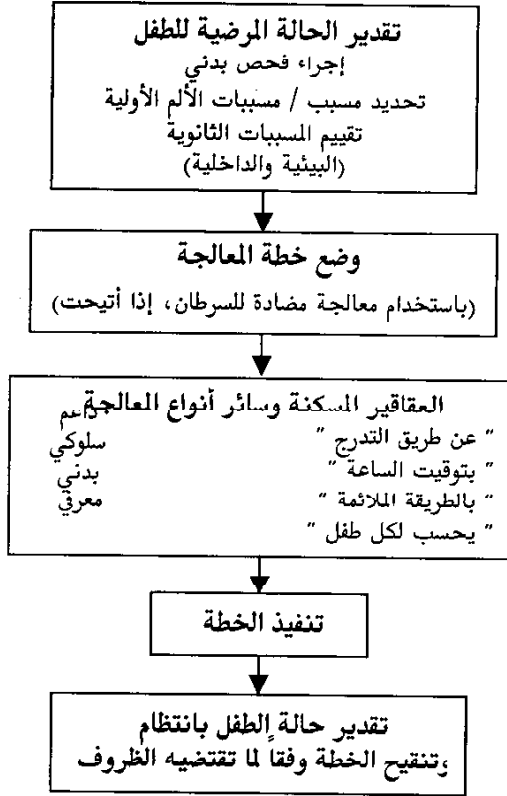 تقدير الحالة المرضية للطفل
إجراء فحص بدني
تحديد مسبب / مسببات الألم الأولية
تقييم المسببات الثانوية
(البيئية والداخلية)
وضع خطة المعالجة
(باستخدام معالجة مضادة للسرطان، إذا أتيحت)
العقاقير المسكنة وسائر أنواع المعالجة
داعم
" عن طريق التدرج " سلوكي
" بتوقيت الساعة " بدني
" بالطريقة الملائمة " معرفي
" يحسب لكل طفل "
تنفيذ الخطة
تقدير حالة الطفل بانتظام
وتنقيح الخطة وفقاً لما تقتضيه الظروف